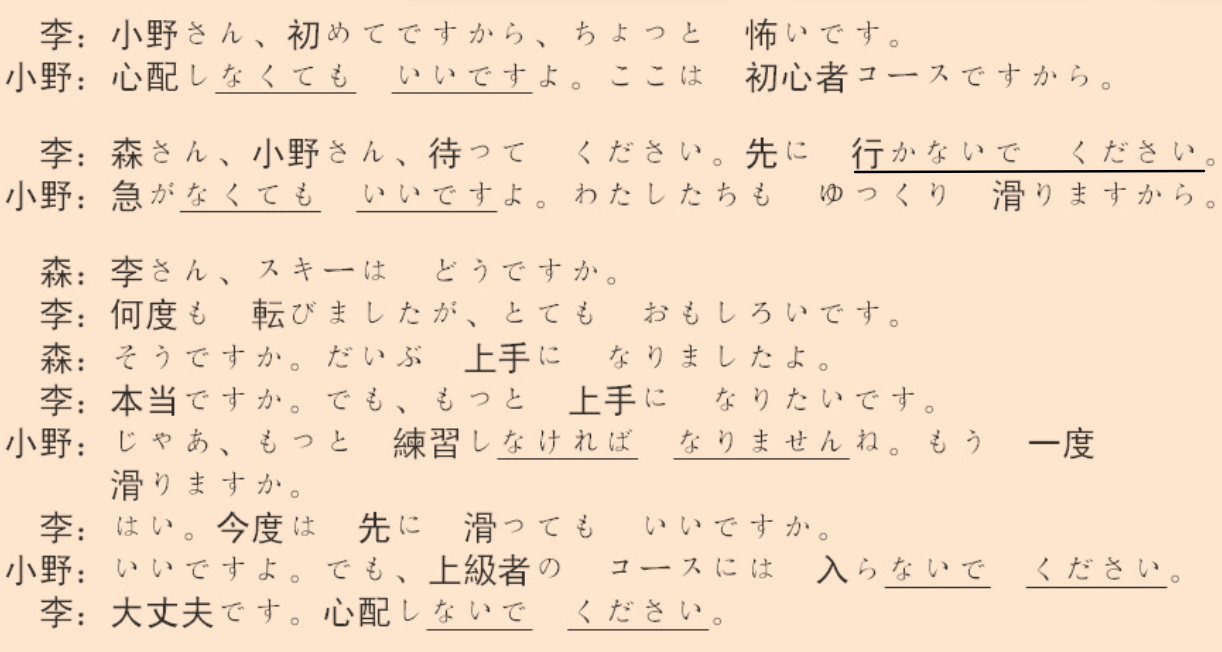 李：小野さん、初めてですから、ちょっと　怖いです。
小野：心配しなくても　いいですよ。ここは　初心者コースですから。
李：森さん、小野さん、待って　ください。先に　行かないで　ください。
小野：急がなくても　いいですよ。わたしたちも　ゆっくり　滑りますから。
森：李さん、スキーは　どうですか。
李：何度も　転びましたが、とても　おもしろいです。
森：そうですか。だいぶ　上手に　なりましたよ。
李：本当ですか。でも、もっと　上手に　なりたいです。
小野：じゃあ、もっと　練習しなければ　なりませんね。もう　一度
滑りますか。
李：はい。今度は　先に　滑っても　いいですか。
小野：いいですよ。でも、上級者の　コースには　入らないで　ください。
李：大丈夫です。心配しないで　ください。